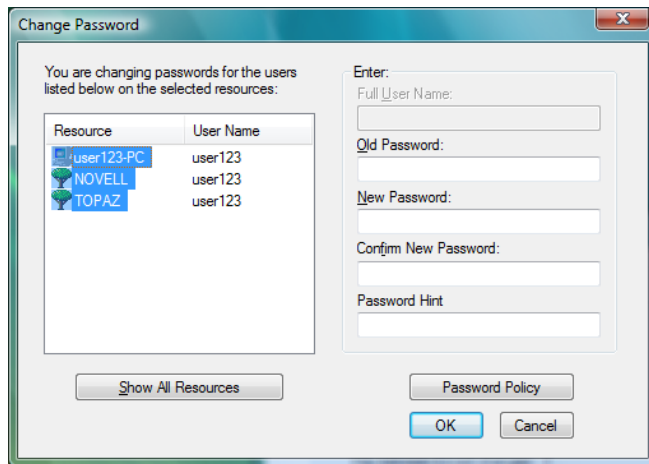 Change Password
You are changing passwords for the users
listed below on the selected resources:
Resource User Name
user123-PC user123
NOVELL user123
TOPAZ user123
Show All Resources
Enter:
Full User Name:
Old Password:
New Password:
Confirm New Password:
Password Hint
Password Policy
OK Cancel